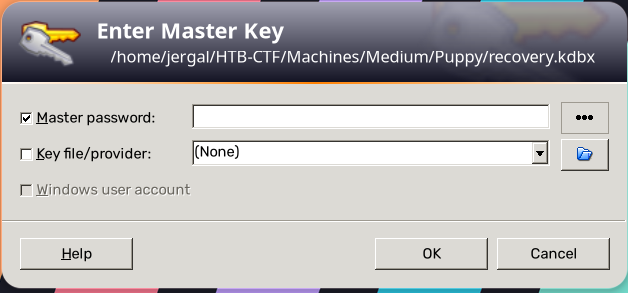 Enter Master Key
/home/jergal/HTB-CTF/Machines/Medium/Puppy/recovery.kdbx
Master password:
Key file/provider:
(None)
Windows user account
Help
OK
Cancel